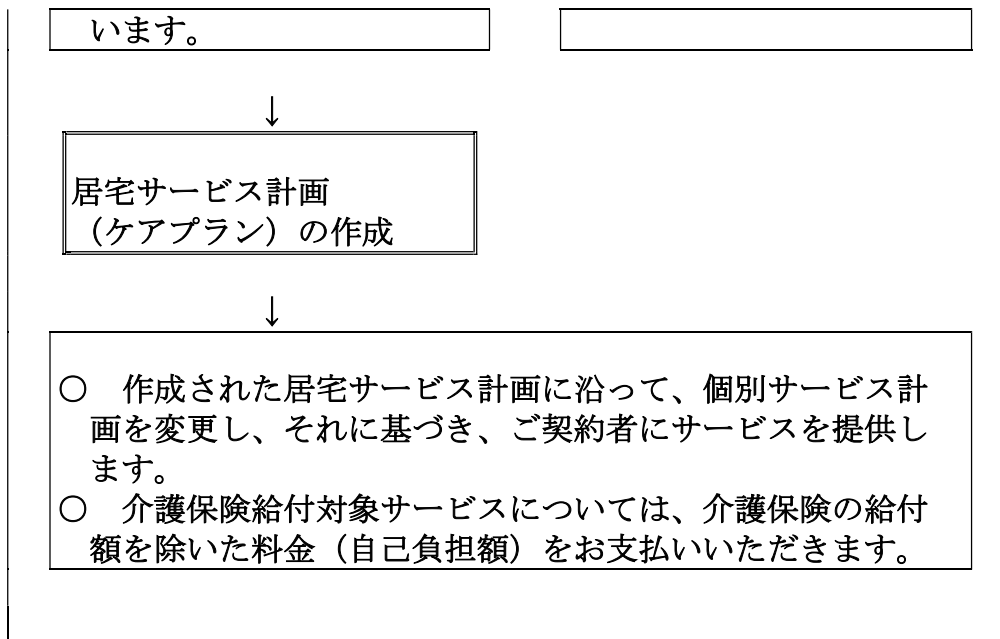 います。
↓
居宅サービス計画
（ケアプラン）の作成
↓
○　作成された居宅サービス計画に沿って、個別サービス計
画を変更し、それに基づき、ご契約者にサービスを提供し
ます。
○　介護保険給付対象サービスについては、介護保険の給付
額を除いた料金（自己負担額）をお支払いいただきます。